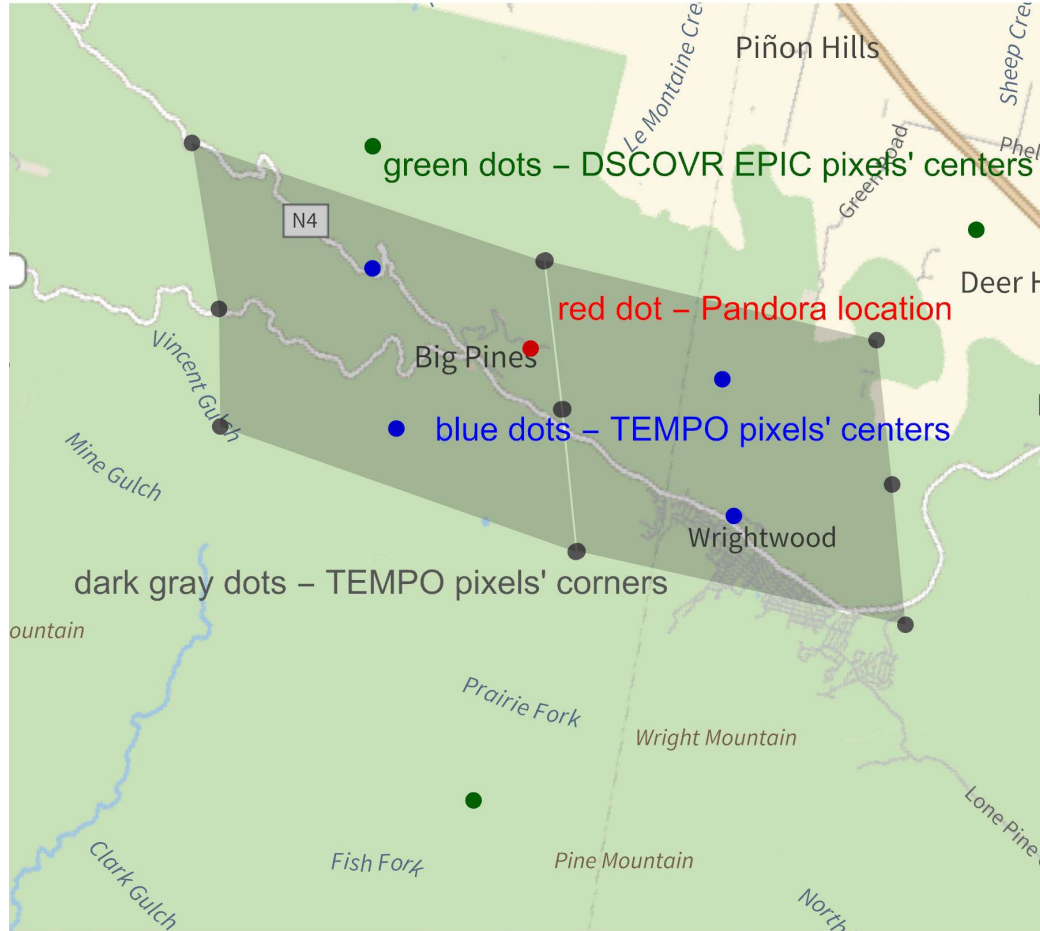 Piñon Hills
Le Montaine Cre
Sheep Cree
Green Road
Phel
green dots – DSCOVR EPIC pixels' centers
N4
Deer H
red dot – Pandora location
Big Pines
Vincent Gulch
blue dots – TEMPO pixels' centers
Mine Gulch
Wrightwood
dark gray dots – TEMPO pixels' corners
ountain
Prairie Fork
Wright Mountain
Lone Pine
Clark Gulch
Fish Fork
Pine Mountain
North